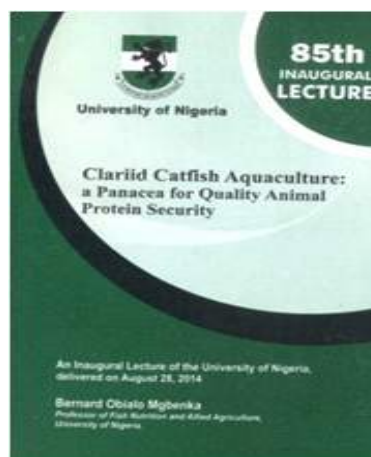 85th
INAUGURAL
LECTURE
University of Nigeria
Clariid Catfish Aquaculture:
a Panacea for Quality Animal
Protein Security
An Inaugural Lecture of the University of Nigeria,
delivered on August 28, 2014
Bernard Obialo Mgbenka
Professor of Fish Nutrition and Allied Agriculture,
University of Nigeria